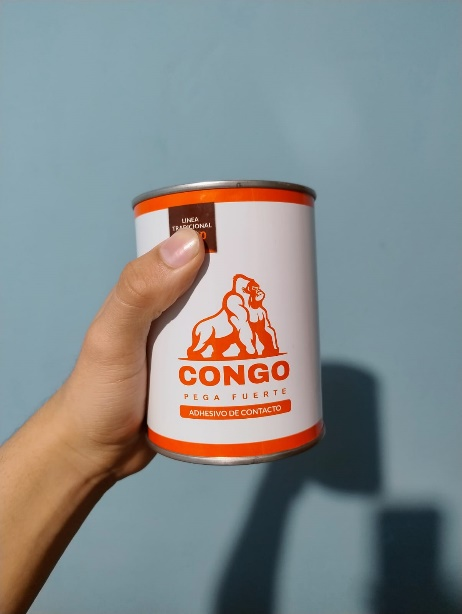 LINEA
TRADICIONAL
CONGO
PEGA FUERTE
ADHESIVO DE CONTACTO